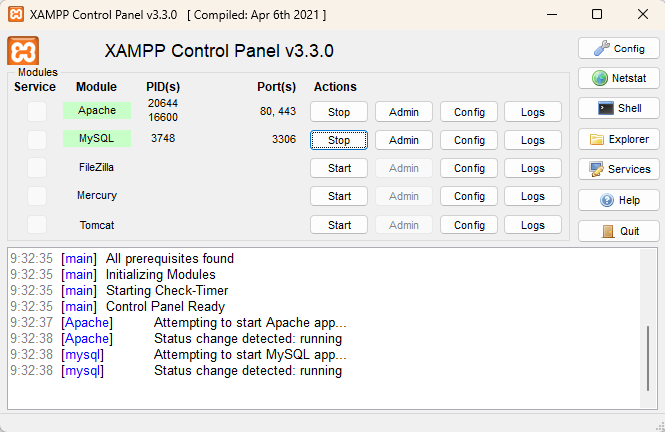 XAMPP Control Panel v3.3.0 [ Compiled: Apr 6th 2021 ]
XAMPP Control Panel v3.3.0
Config
Modules
Service Module PID(s) Port(s) Actions
Netstat
Apache 20644 16600 80, 443 Stop Admin Config Logs
Shell
MySQL 3748 3306 Stop Admin Config Logs
Explorer
FileZilla Start Admin Config Logs
Services
Mercury Start Admin Config Logs
Help
Tomcat Start Admin Config Logs
Quit
9:32:35 [main] All prerequisites found
9:32:35 [main] Initializing Modules
9:32:35 [main] Starting Check-Timer
9:32:35 [main] Control Panel Ready
9:32:37 [Apache] Attempting to start Apache app...
9:32:38 [Apache] Status change detected: running
9:32:38 [mysql] Attempting to start MySQL app...
9:32:38 [mysql] Status change detected: running